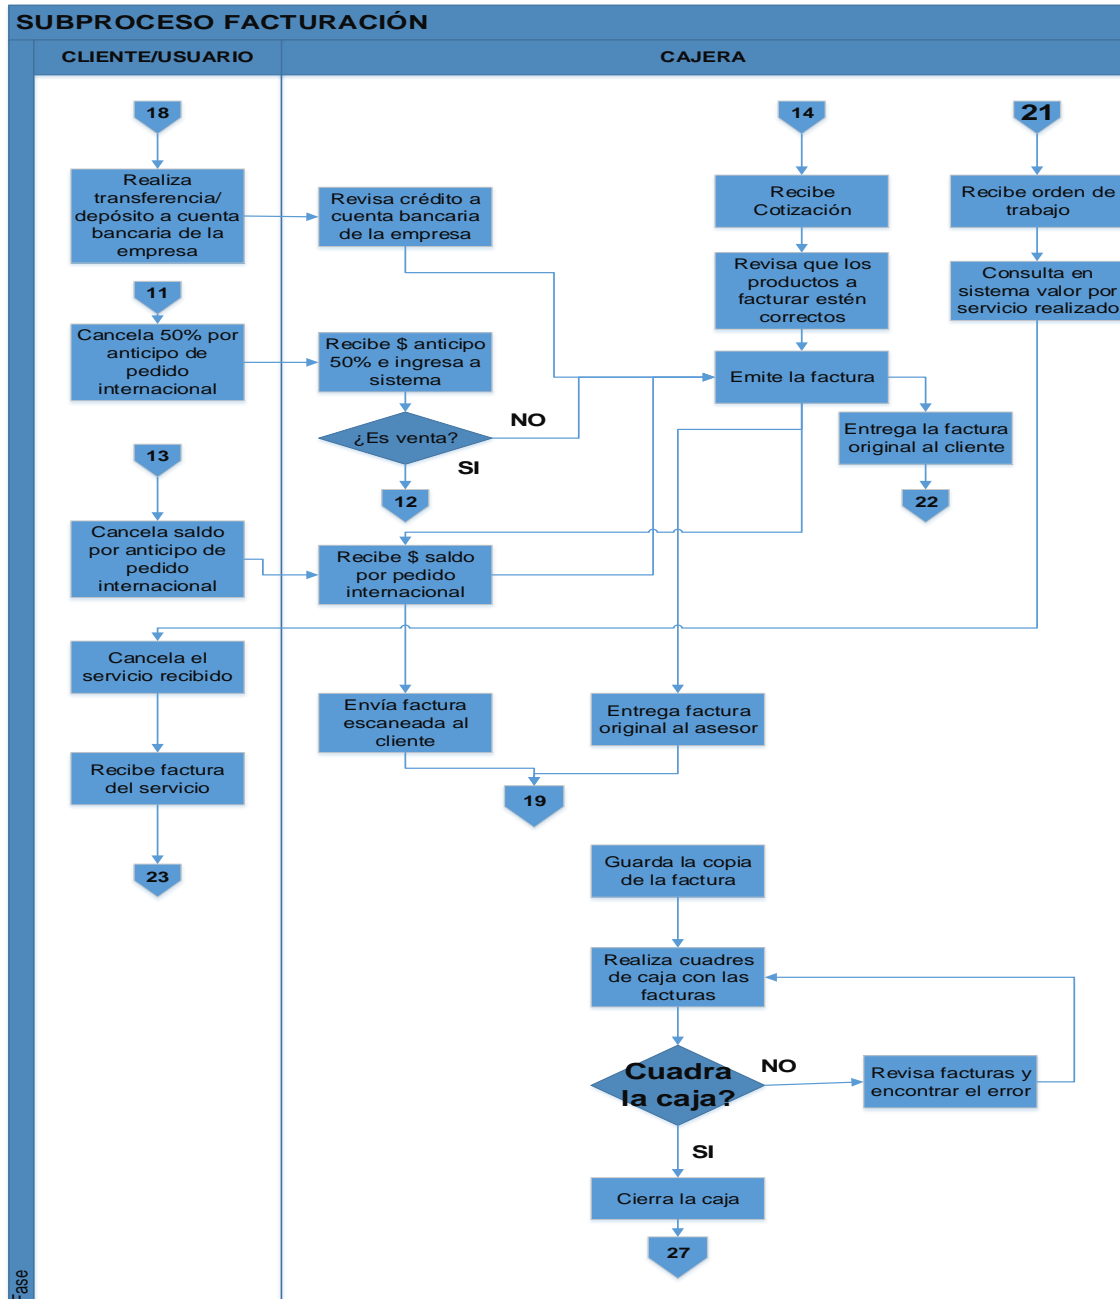 SUBPROCESO FACTURACIÓN
CLIENTE/USUARIO
CAJERA
18
14
21
Realiza
transferencia/
depósito a cuenta
bancaria de la
empresa
Revisa crédito a
cuenta bancaria
de la empresa
Recibe
Cotización
Recibe orden de
trabajo
Revisa que los
productos a
facturar estén
correctos
Consulta en
sistema valor por
servicio realizado
11
Cancela 50% por
anticipo de
pedido
internacional
Recibe $ anticipo
50% e ingresa a
sistema
Emite la factura
¿Es venta?
NO
SI
Entrega la factura
original al cliente
12
22
13
Cancela saldo
por anticipo de
pedido
internacional
Recibe $ saldo
por pedido
internacional
Cancela el
servicio recibido
Envía factura
escaneada al
cliente
Entrega factura
original al asesor
Recibe factura
del servicio
19
23
Guarda la copia
de la factura
Realiza cuadres
de caja con las
facturas
Cuadra
la caja?
NO
Revisa facturas y
encontrar el error
SI
Cierra la caja
27
Fase